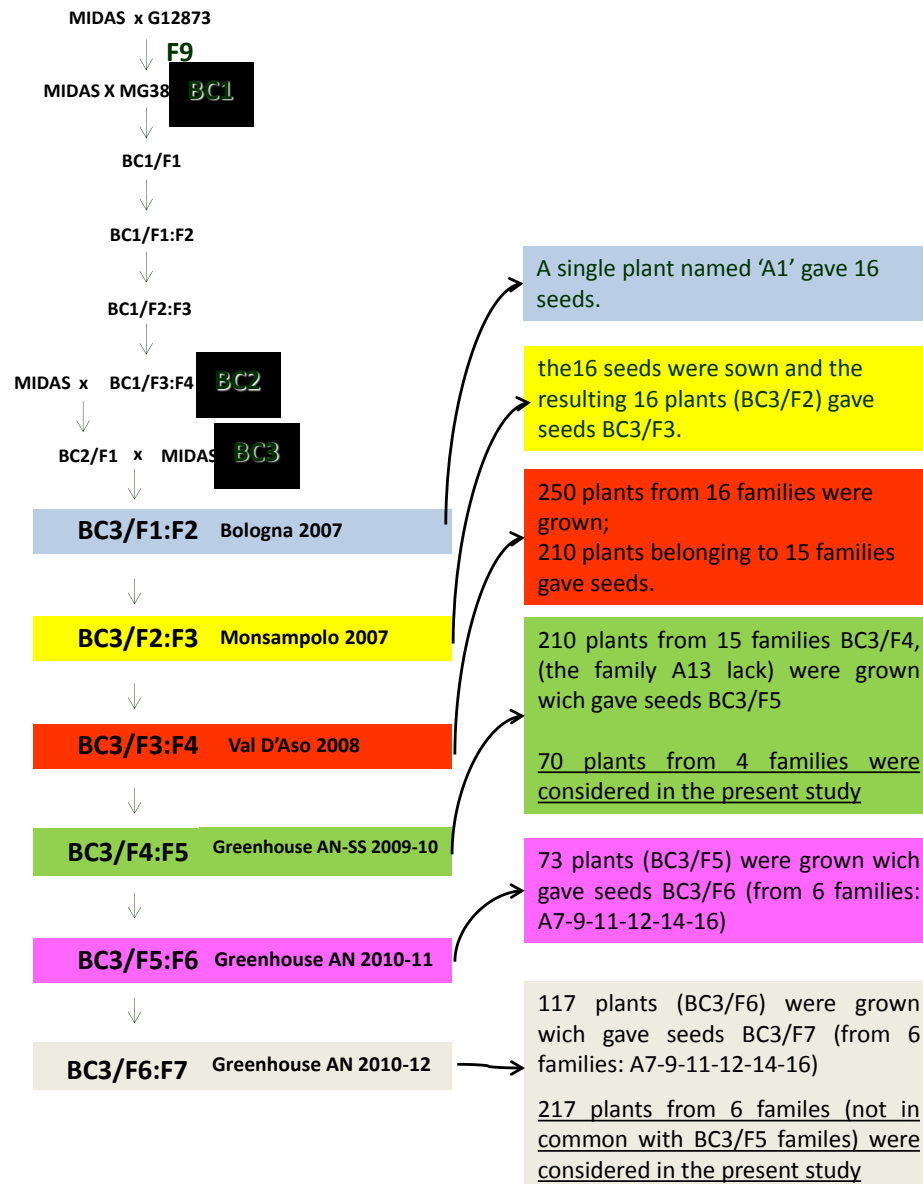 MIDAS x G12873
F9
MIDAS X MG38
BC1
BC1/F1
BC1/F1:F2
BC1/F2:F3
MIDAS x BC1/F3:F4
BC2
BC2/F1 x MIDAS
BC3
BC3/F1:F2 Bologna 2007
BC3/F2:F3 Monsampolo 2007
BC3/F3:F4 Val D'Aso 2008
BC3/F4:F5 Greenhouse AN-SS 2009-10
BC3/F5:F6 Greenhouse AN 2010-11
BC3/F6:F7 Greenhouse AN 2010-12
A single plant named ‘A1’ gave 16
seeds.
the16 seeds were sown and the
resulting 16 plants (BC3/F2) gave
seeds BC3/F3.
250 plants from 16 families were
grown;
210 plants belonging to 15 families
gave seeds.
210 plants from 15 families BC3/F4,
(the family A13 lack) were grown
wich gave seeds BC3/F5
70 plants from 4 families were
considered in the present study
73 plants (BC3/F5) were grown wich
gave seeds BC3/F6 (from 6 families:
A7-9-11-12-14-16)
117 plants (BC3/F6) were grown
wich gave seeds BC3/F7 (from 6
families: A7-9-11-12-14-16)
217 plants from 6 familes (not in
common with BC3/F5 familes) were
considered in the present study